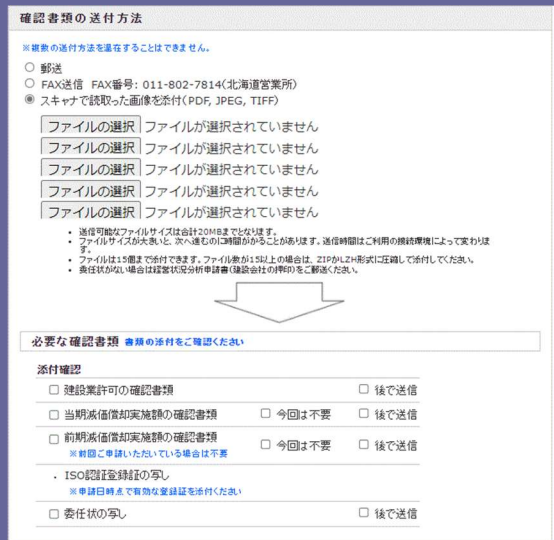 確認書類の送付方法
※複数の送付方法を混在することはできません。
郵送
FAX送信 FAX番号: 011-802-7814(北海道営業所)
スキャナで読取った画像を添付(PDF, JPEG, TIFF)
ファイルの選択 ファイルが選択されていません
ファイルの選択 ファイルが選択されていません
ファイルの選択 ファイルが選択されていません
ファイルの選択 ファイルが選択されていません
ファイルの選択 ファイルが選択されていません
・ 送信可能なファイルサイズは合計20MBまでとなります。
・ ファイルサイズが大きいと、次へ進むのに時間がかることがあります。送信時間はご利用の接続環境によって変わりま
す。
・ ファイルは15個まで添付できます。ファイル数が15以上の場合は、ZIPかLZH形式に圧縮して添付してください。
・ 委任状がない場合は経営状況分析申請書(建設会社の押印)をご郵送ください。
必要な確認書類 書類の添付をご確認ください
添付確認
建設業許可の確認書類 後で送信
当期減価償却実施額の確認書類 今回は不要 後で送信
前期減価償却実施額の確認書類 今回は不要 後で送信
※前回ご申請いただいている場合は不要
・ ISO認証登録証の写し
※申請日時点で有効な登録証を添付ください
委任状の写し 後で送信